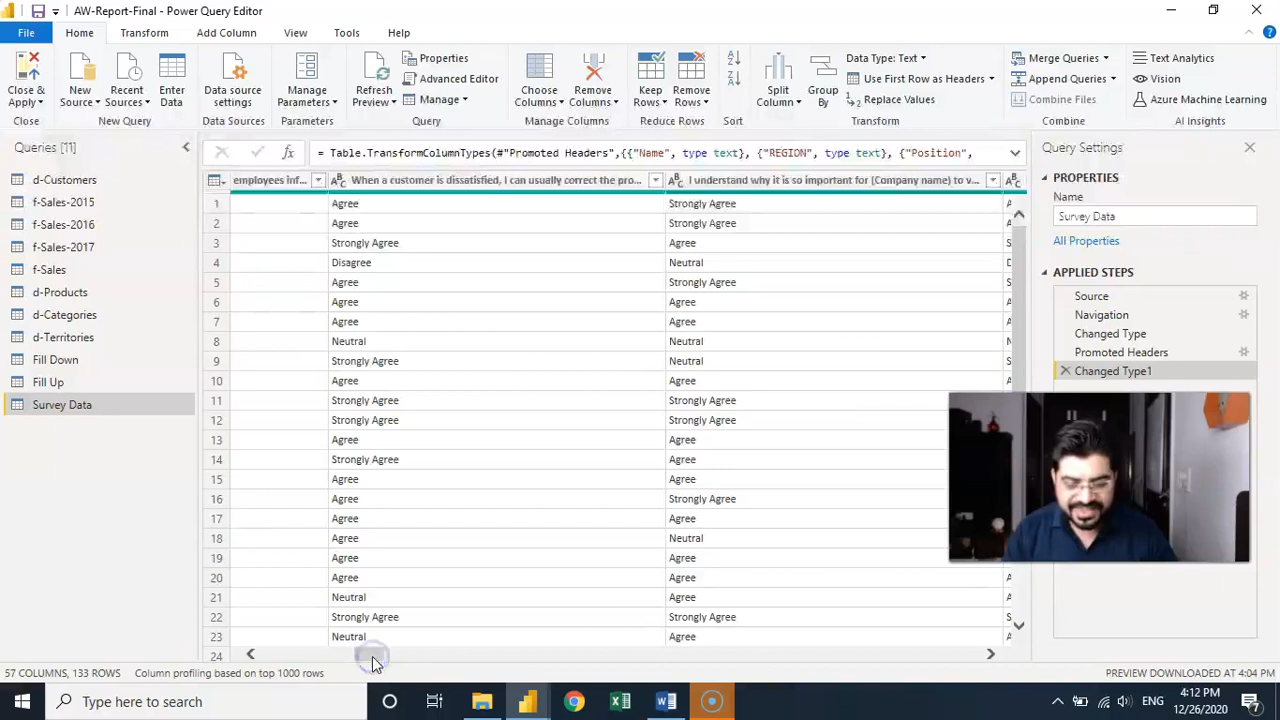 AW-Report-Final - Power Query Editor
File Home Transform Add Column View Tools Help
Close & Apply New Source Recent Sources Enter Data Data source settings Manage Parameters Refresh Preview Properties Advanced Editor Manage Choose Columns Remove Columns Keep Rows Remove Rows Split Column Group By Data Type: Text Use First Row as Headers Replace Values Merge Queries Append Queries Combine Files Text Analytics Vision Azure Machine Learning
Close New Query Data Sources Parameters Query Manage Columns Reduce Rows Sort Transform Combine AI Insights
Queries [11]
d-Customers
f-Sales-2015
f-Sales-2016
f-Sales-2017
f-Sales
d-Products
d-Categories
d-Territories
Fill Down
Fill Up
Survey Data
= Table.TransformColumnTypes(#"Promoted Headers",{{"Name", type text}, {"REGION", type text}, {"Position",
employees inf... When a customer is dissatisfied, I can usually correct the pro... I understand why it is so important for (Company name) to v...
1 Agree Strongly Agree A
2 Agree Strongly Agree A
3 Strongly Agree Agree S
4 Disagree Neutral D
5 Agree Strongly Agree A
6 Agree Agree A
7 Agree Agree A
8 Neutral Neutral N
9 Strongly Agree Neutral
10 Agree Agree
11 Strongly Agree Strongly Agree
12 Strongly Agree Strongly Agree
13 Agree Agree
14 Strongly Agree Agree
15 Agree Agree
16 Agree Strongly Agree
17 Agree Agree
18 Agree Neutral
19 Agree Agree
20 Agree Agree A
21 Neutral Agree A
22 Strongly Agree Strongly Agree S
23 Neutral Agree A
24
Query Settings
PROPERTIES
Name
Survey Data
All Properties
APPLIED STEPS
Source
Navigation
Changed Type
Promoted Headers
Changed Type1
57 COLUMNS, 133 ROWS Column profiling based on top 1000 rows PREVIEW DOWNLOADED AT 4:04 PM
Type here to search
ENG
4:12 PM
12/26/2020
7